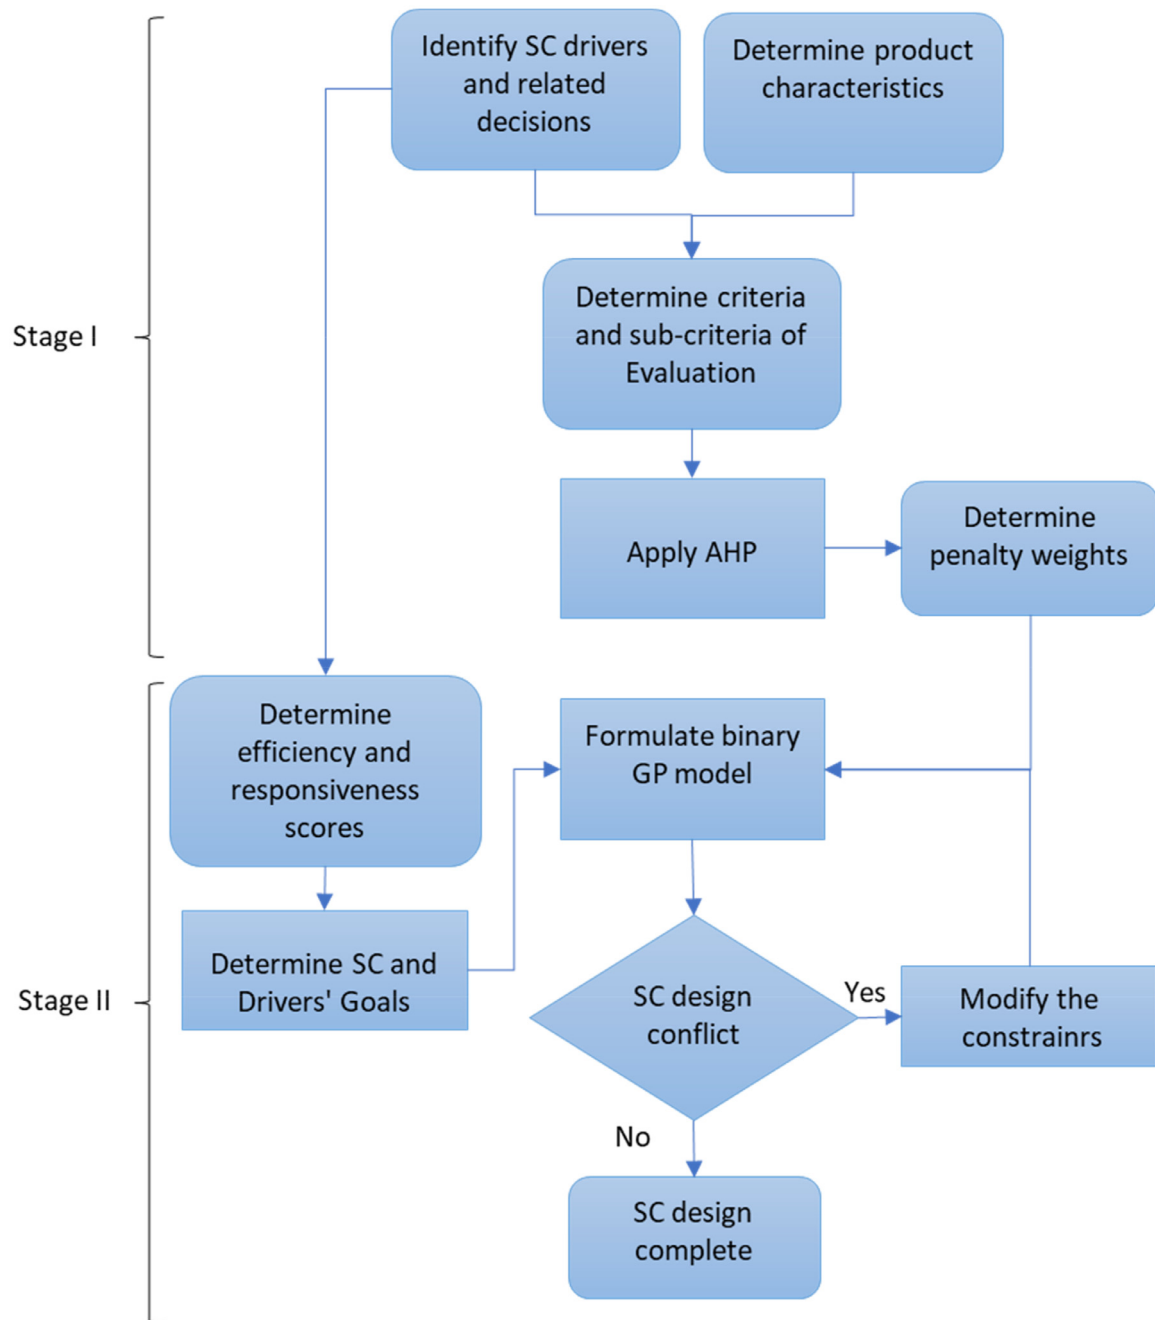 Identify SC drivers
and related
decisions
Determine product
characteristics
Stage I
Determine criteria
and sub-criteria of
Evaluation
Apply AHP
Determine
penalty weights
Determine
efficiency and
responsiveness
scores
Formulate binary
GP model
Determine SC and
Drivers' Goals
Stage II
SC design
conflict
Yes
Modify the
constrainrs
No
SC design
complete